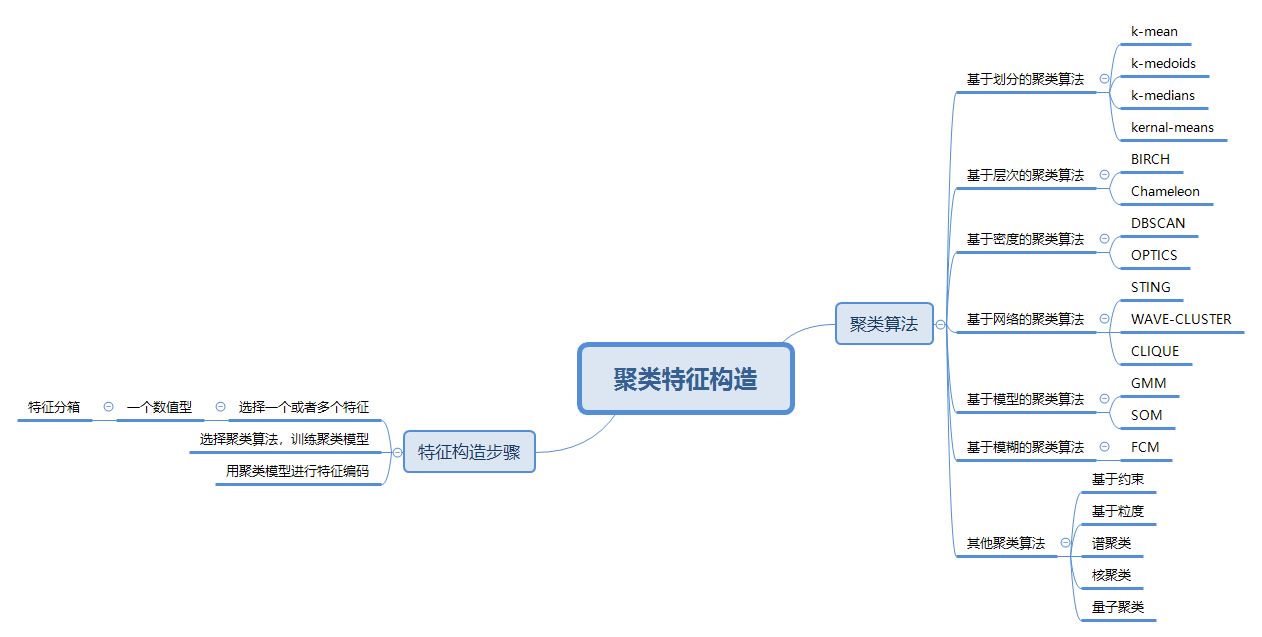 聚类特征构造
聚类算法
基于划分的聚类算法
k-mean
k-medoids
k-medians
kernal-means
基于层次的聚类算法
BIRCH
Chameleon
基于密度的聚类算法
DBSCAN
OPTICS
基于网络的聚类算法
STING
WAVE-CLUSTER
CLIQUE
基于模型的聚类算法
GMM
SOM
基于模糊的聚类算法
FCM
其他聚类算法
基于约束
基于粒度
谱聚类
核聚类
量子聚类
特征构造步骤
选择一个或者多个特征
一个数值型
特征分箱
选择聚类算法，训练聚类模型
用聚类模型进行特征编码